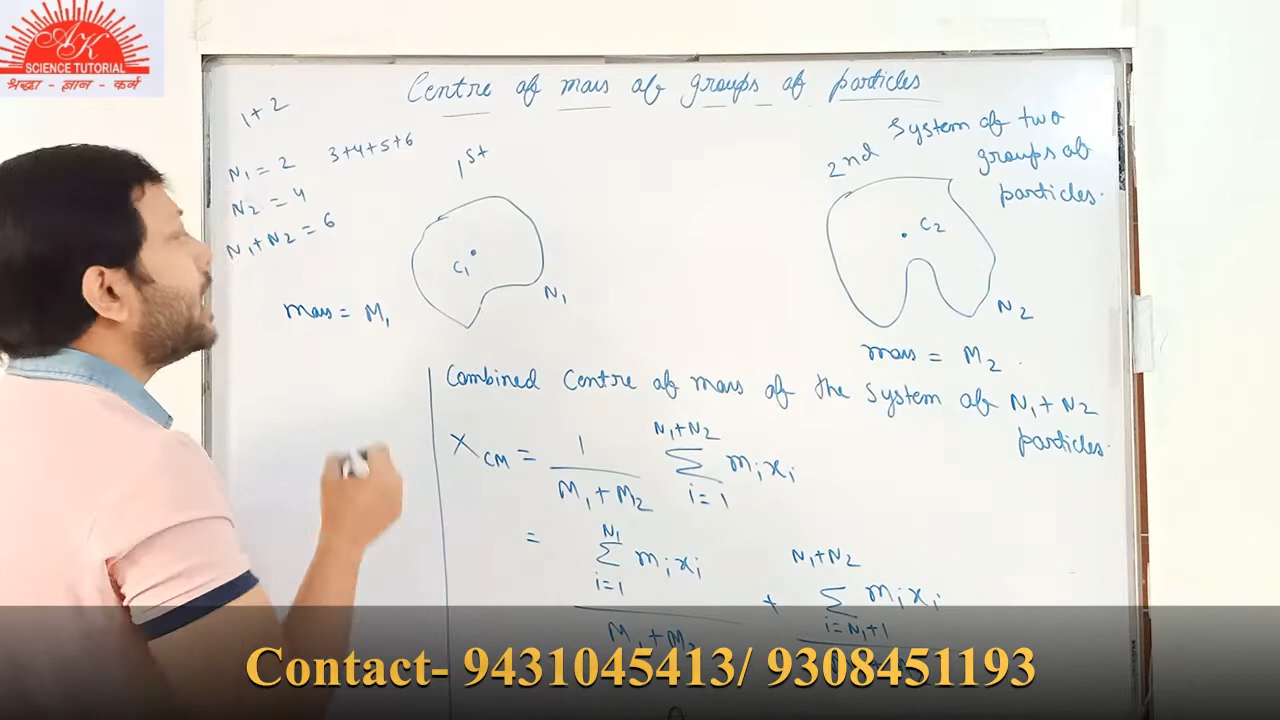 AK
SCIENCE TUTORIAL
श्रद्धा - ज्ञान - कर्म
Centre of mass of groups of particles
System of two
groups of
particles.
1+2
N₁ = 2 3+4+5+6
N₂ = 4
N₁+N₂ = 6
1st
C₁
N₁
mass = M₁
2nd
C₂
N₂
mass = M₂
Combined Centre of mass of the system of N₁+N₂
particles.
X_CM = 1/(M₁+M₂) Σ_{i=1}^{N₁+N₂} mᵢxᵢ
= Σ_{i=1}^{N₁} mᵢxᵢ / (M₁+M₂) + Σ_{i=N₁+1}^{N₁+N₂} mᵢxᵢ
Contact- 9431045413/ 9308451193